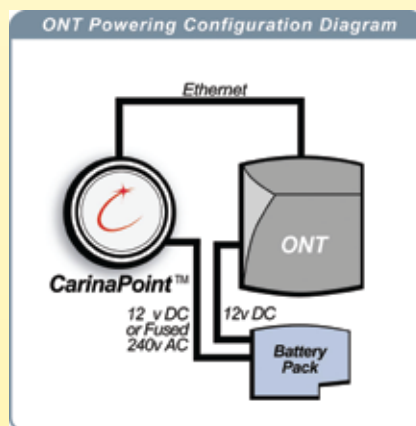 ONT Powering Configuration Diagram
Ethernet
ONT
CarinaPoint™
12 v DC
or Fused
240v AC
12v DC
Battery
Pack